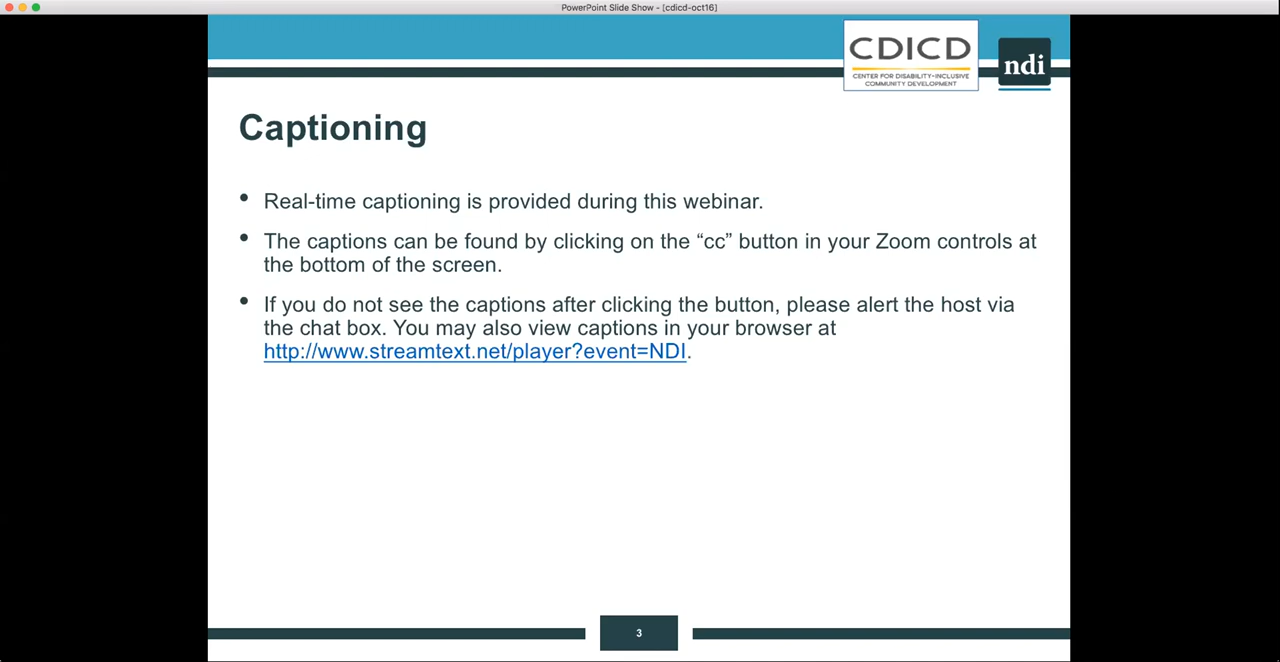 PowerPoint Slide Show - [cdicd-oct16]
CDICD
CENTER FOR DISABILITY-INCLUSIVE
COMMUNITY DEVELOPMENT
ndi
Captioning
• Real-time captioning is provided during this webinar.
• The captions can be found by clicking on the “cc” button in your Zoom controls at
the bottom of the screen.
• If you do not see the captions after clicking the button, please alert the host via
the chat box. You may also view captions in your browser at
http://www.streamtext.net/player?event=NDI.
3